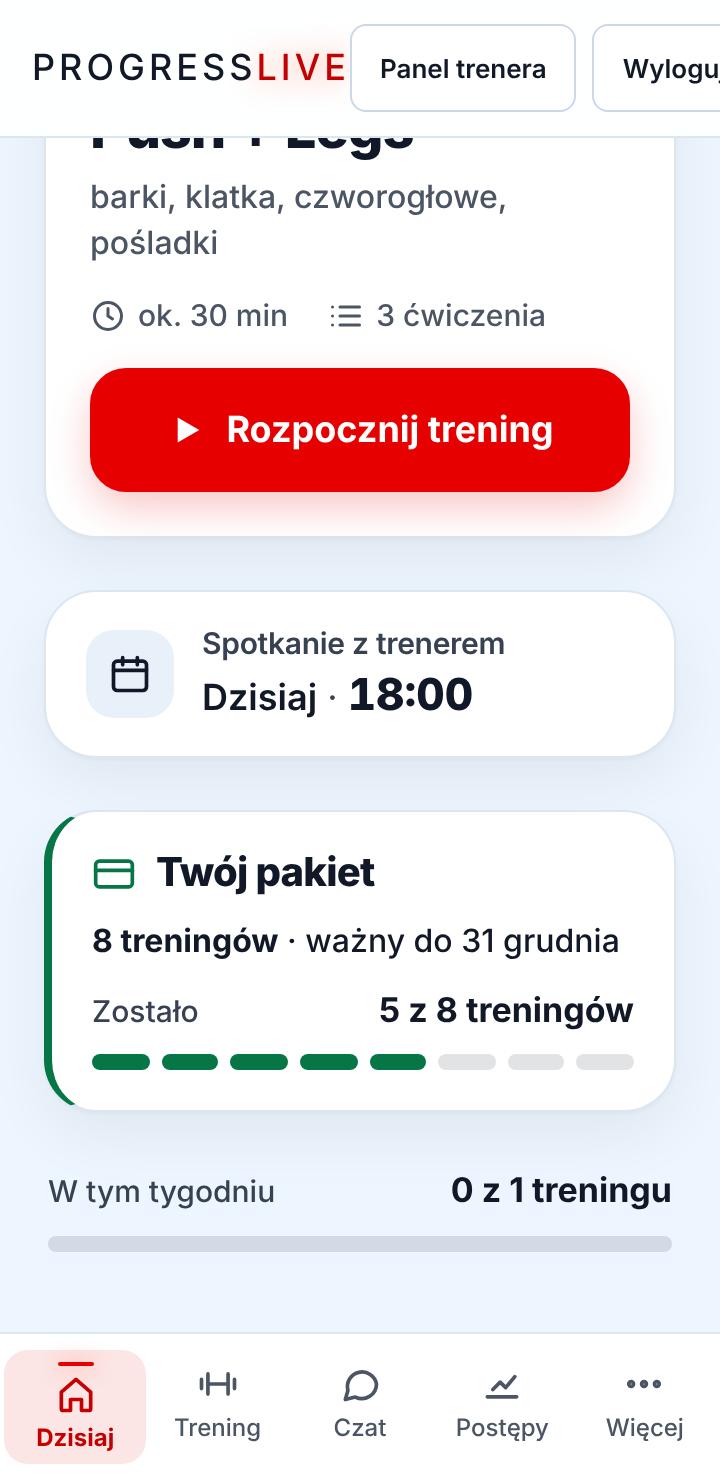 PROGRESSLIVE
Panel trenera
Push + Legs
barki, klatka, czworogłowe,
pośladki
ok. 30 min
3 ćwiczenia
Rozpocznij trening
Spotkanie z trenerem
Dzisiaj · 18:00
Twój pakiet
8 treningów · ważny do 31 grudnia
Zostało
5 z 8 treningów
W tym tygodniu
0 z 1 treningu
Dzisiaj
Trening
Czat
Postępy
Więcej